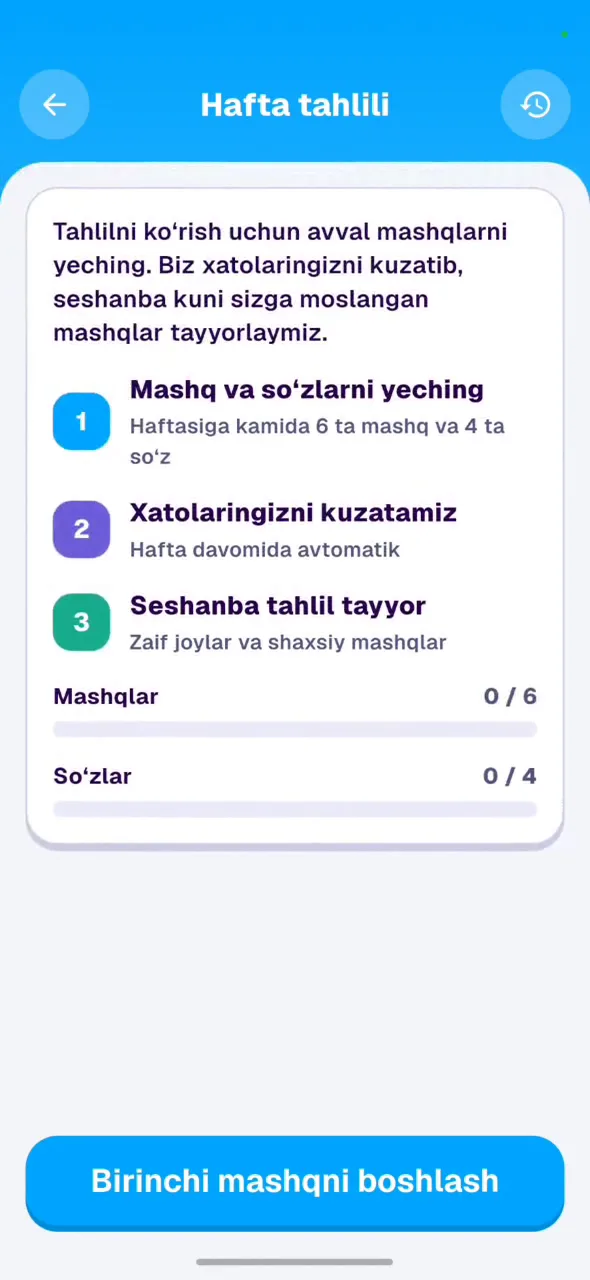 Hafta tahlili
Tahlilni ko‘rish uchun avval mashqlarni
yeching. Biz xatolaringizni kuzatib,
seshanba kuni sizga moslangan
mashqlar tayyorlaymiz.
1
Mashq va so‘zlarni yeching
Haftasiga kamida 6 ta mashq va 4 ta
so‘z
2
Xatolaringizni kuzatamiz
Hafta davomida avtomatik
3
Seshanba tahlil tayyor
Zaif joylar va shaxsiy mashqlar
Mashqlar 0 / 6
So‘zlar 0 / 4
Birinchi mashqni boshlash